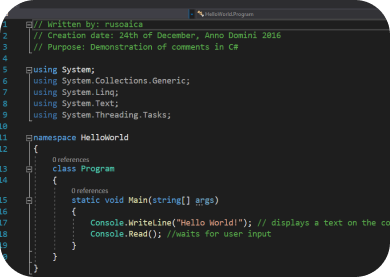 HelloWorld.Program
1 // Written by: rusoaica
2 // Creation date: 24th of December, Anno Domini 2016
3 // Purpose: Demonstration of comments in C#
4
5 using System;
6 using System.Collections.Generic;
7 using System.Linq;
8 using System.Text;
9 using System.Threading.Tasks;
10
11 namespace HelloWorld
12 {
0 references
13 class Program
14 {
0 references
15 static void Main(string[] args)
16 {
17 Console.WriteLine("Hello World!"); // displays a text on the co
18 Console.Read(); //waits for user input
19 }
20 }
21 }